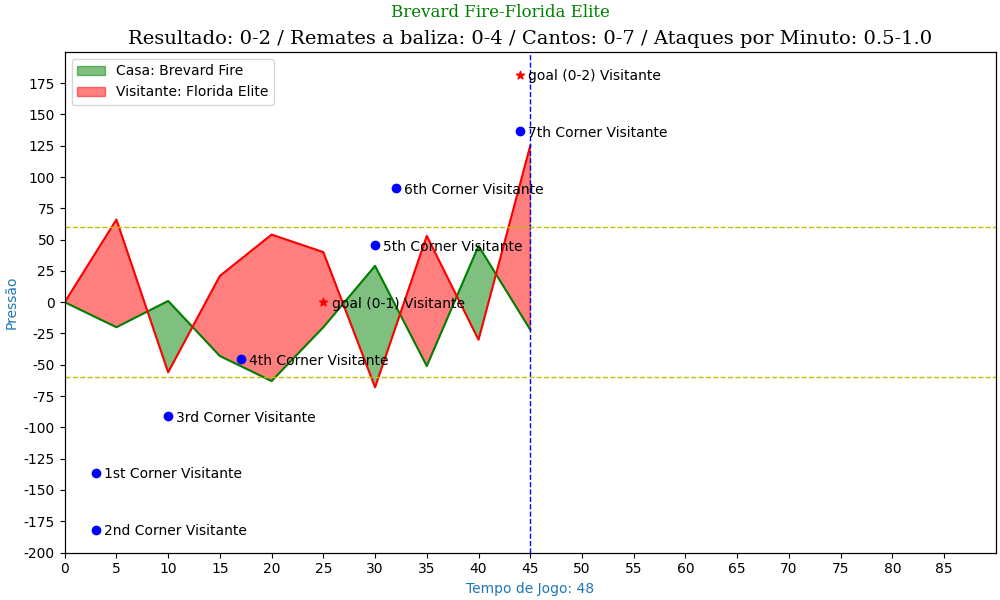 Brevard Fire-Florida Elite
Resultado: 0-2 / Remates a baliza: 0-4 / Cantos: 0-7 / Ataques por Minuto: 0.5-1.0
Casa: Brevard Fire
Visitante: Florida Elite
goal (0-2) Visitante
7th Corner Visitante
6th Corner Visitante
5th Corner Visitante
goal (0-1) Visitante
4th Corner Visitante
3rd Corner Visitante
1st Corner Visitante
2nd Corner Visitante
Pressão
175
150
125
100
75
50
25
0
-25
-50
-75
-100
-125
-150
-175
-200
0 5 10 15 20 25 30 35 40 45 50 55 60 65 70 75 80 85
Tempo de Jogo: 48